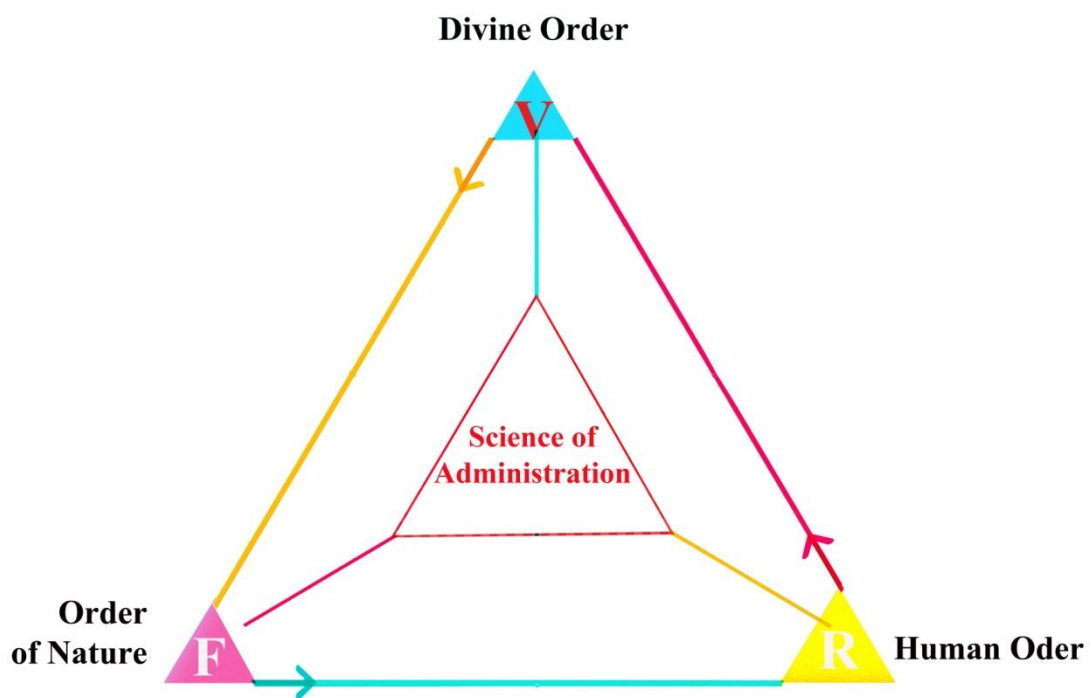 Divine Order
V
Science of
Administration
Order
of Nature
F
R
Human Oder